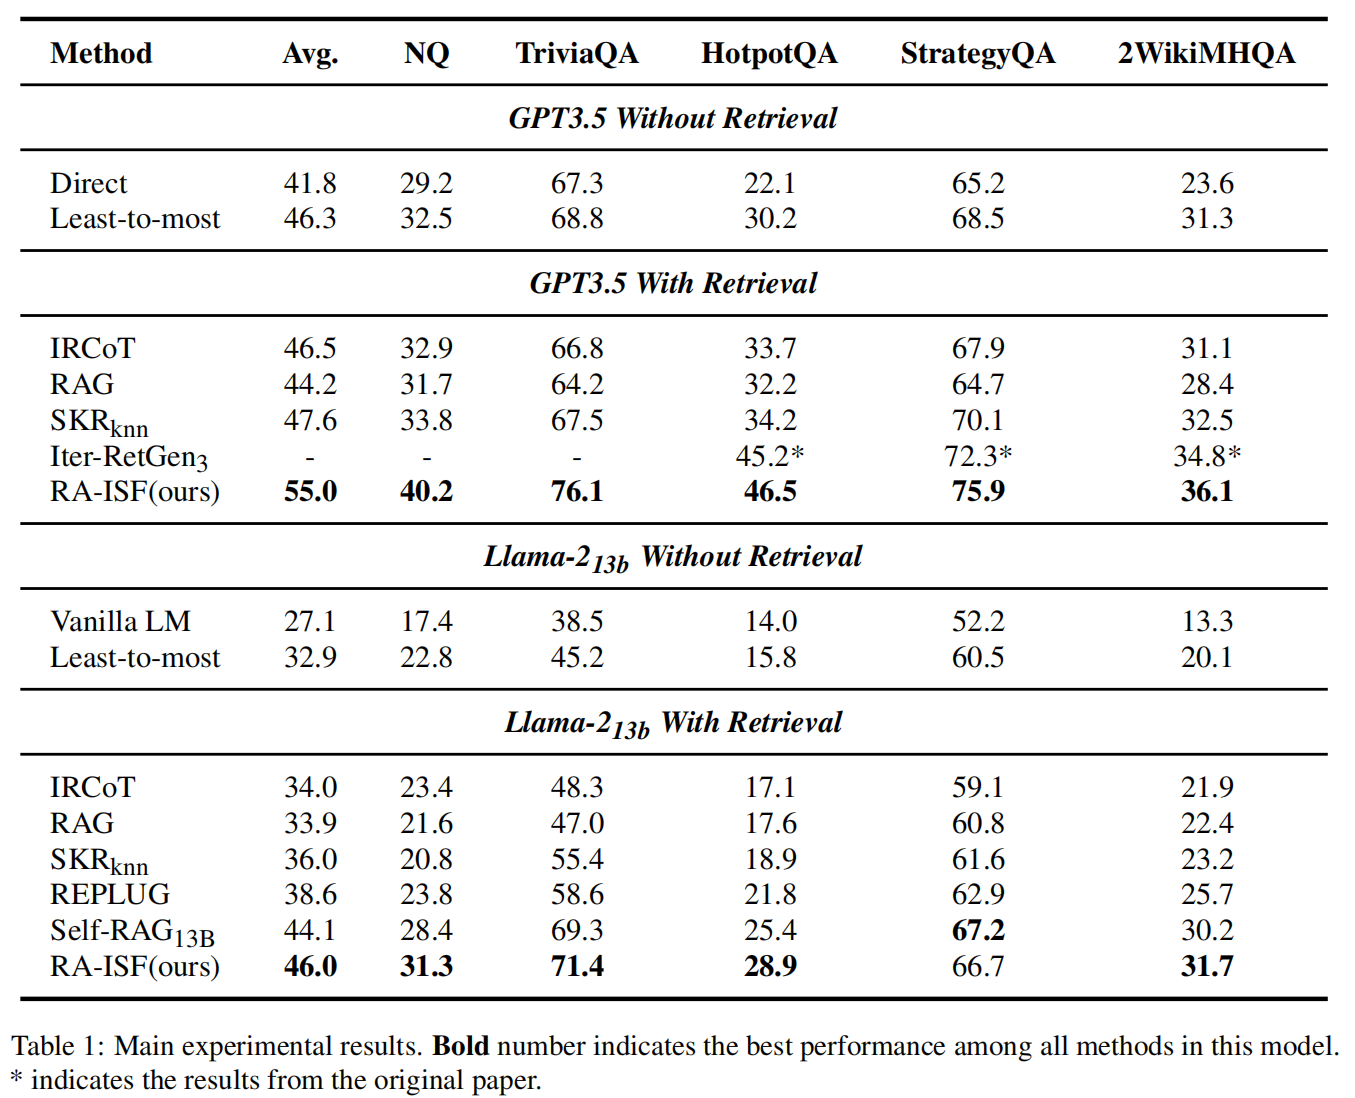 Method Avg. NQ TriviaQA HotpotQA StrategyQA 2WikiMHQA
GPT3.5 Without Retrieval
Direct 41.8 29.2 67.3 22.1 65.2 23.6
Least-to-most 46.3 32.5 68.8 30.2 68.5 31.3
GPT3.5 With Retrieval
IRCoT 46.5 32.9 66.8 33.7 67.9 31.1
RAG 44.2 31.7 64.2 32.2 64.7 28.4
SKRknn 47.6 33.8 67.5 34.2 70.1 32.5
Iter-RetGen3 - - - 45.2* 72.3* 34.8*
RA-ISF(ours) 55.0 40.2 76.1 46.5 75.9 36.1
Llama-213b Without Retrieval
Vanilla LM 27.1 17.4 38.5 14.0 52.2 13.3
Least-to-most 32.9 22.8 45.2 15.8 60.5 20.1
Llama-213b With Retrieval
IRCoT 34.0 23.4 48.3 17.1 59.1 21.9
RAG 33.9 21.6 47.0 17.6 60.8 22.4
SKRknn 36.0 20.8 55.4 18.9 61.6 23.2
REPLUG 38.6 23.8 58.6 21.8 62.9 25.7
Self-RAG13B 44.1 28.4 69.3 25.4 67.2 30.2
RA-ISF(ours) 46.0 31.3 71.4 28.9 66.7 31.7
Table 1: Main experimental results. Bold number indicates the best performance among all methods in this model.
* indicates the results from the original paper.